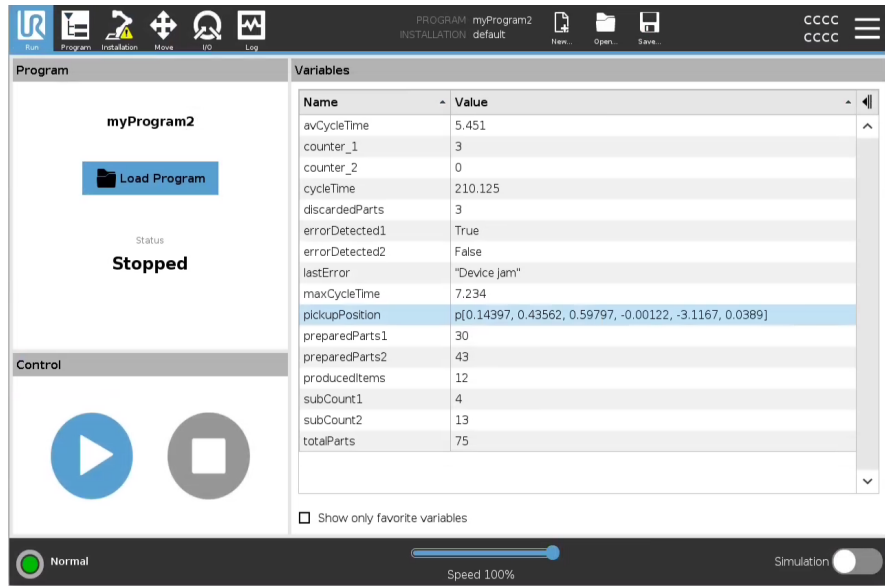 UR
Run Program Installation Move I/O Log
PROGRAM myProgram2
INSTALLATION default
New... Open... Save...
CCCC
CCCC
Program
myProgram2
Load Program
Status
Stopped
Control
Variables
Name Value
avCycleTime 5.451
counter_1 3
counter_2 0
cycleTime 210.125
discardedParts 3
errorDetected1 True
errorDetected2 False
lastError "Device jam"
maxCycleTime 7.234
pickupPosition p[0.14397, 0.43562, 0.59797, -0.00122, -3.1167, 0.0389]
preparedParts1 30
preparedParts2 43
producedItems 12
subCount1 4
subCount2 13
totalParts 75
Show only favorite variables
Normal
Speed 100%
Simulation